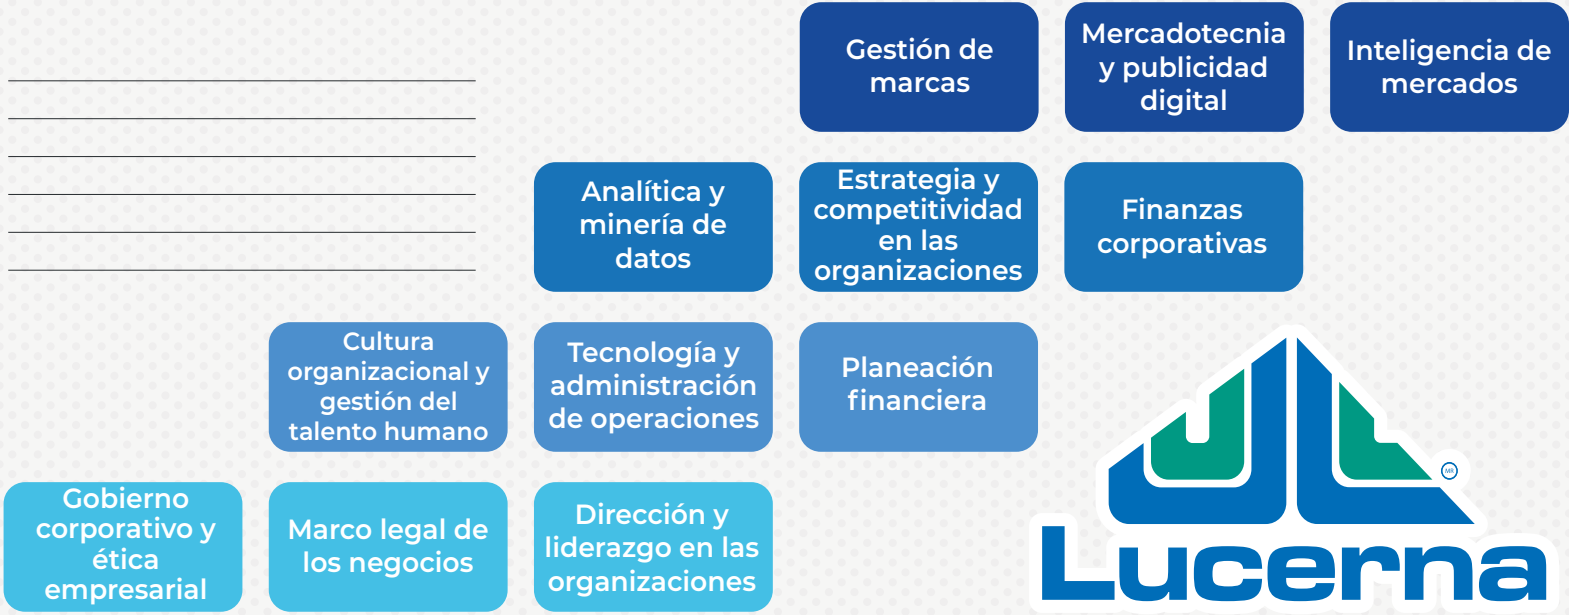 Gestión de
marcas
Mercadotecnia
y publicidad
digital
Inteligencia de
mercados
Analítica y
minería de
datos
Estrategia y
competitividad
en las
organizaciones
Finanzas
corporativas
Cultura
organizacional y
gestión del
talento humano
Tecnología y
administración
de operaciones
Planeación
financiera
Gobierno
corporativo y
ética
empresarial
Marco legal de
los negocios
Dirección y
liderazgo en las
organizaciones
MR
Lucerna